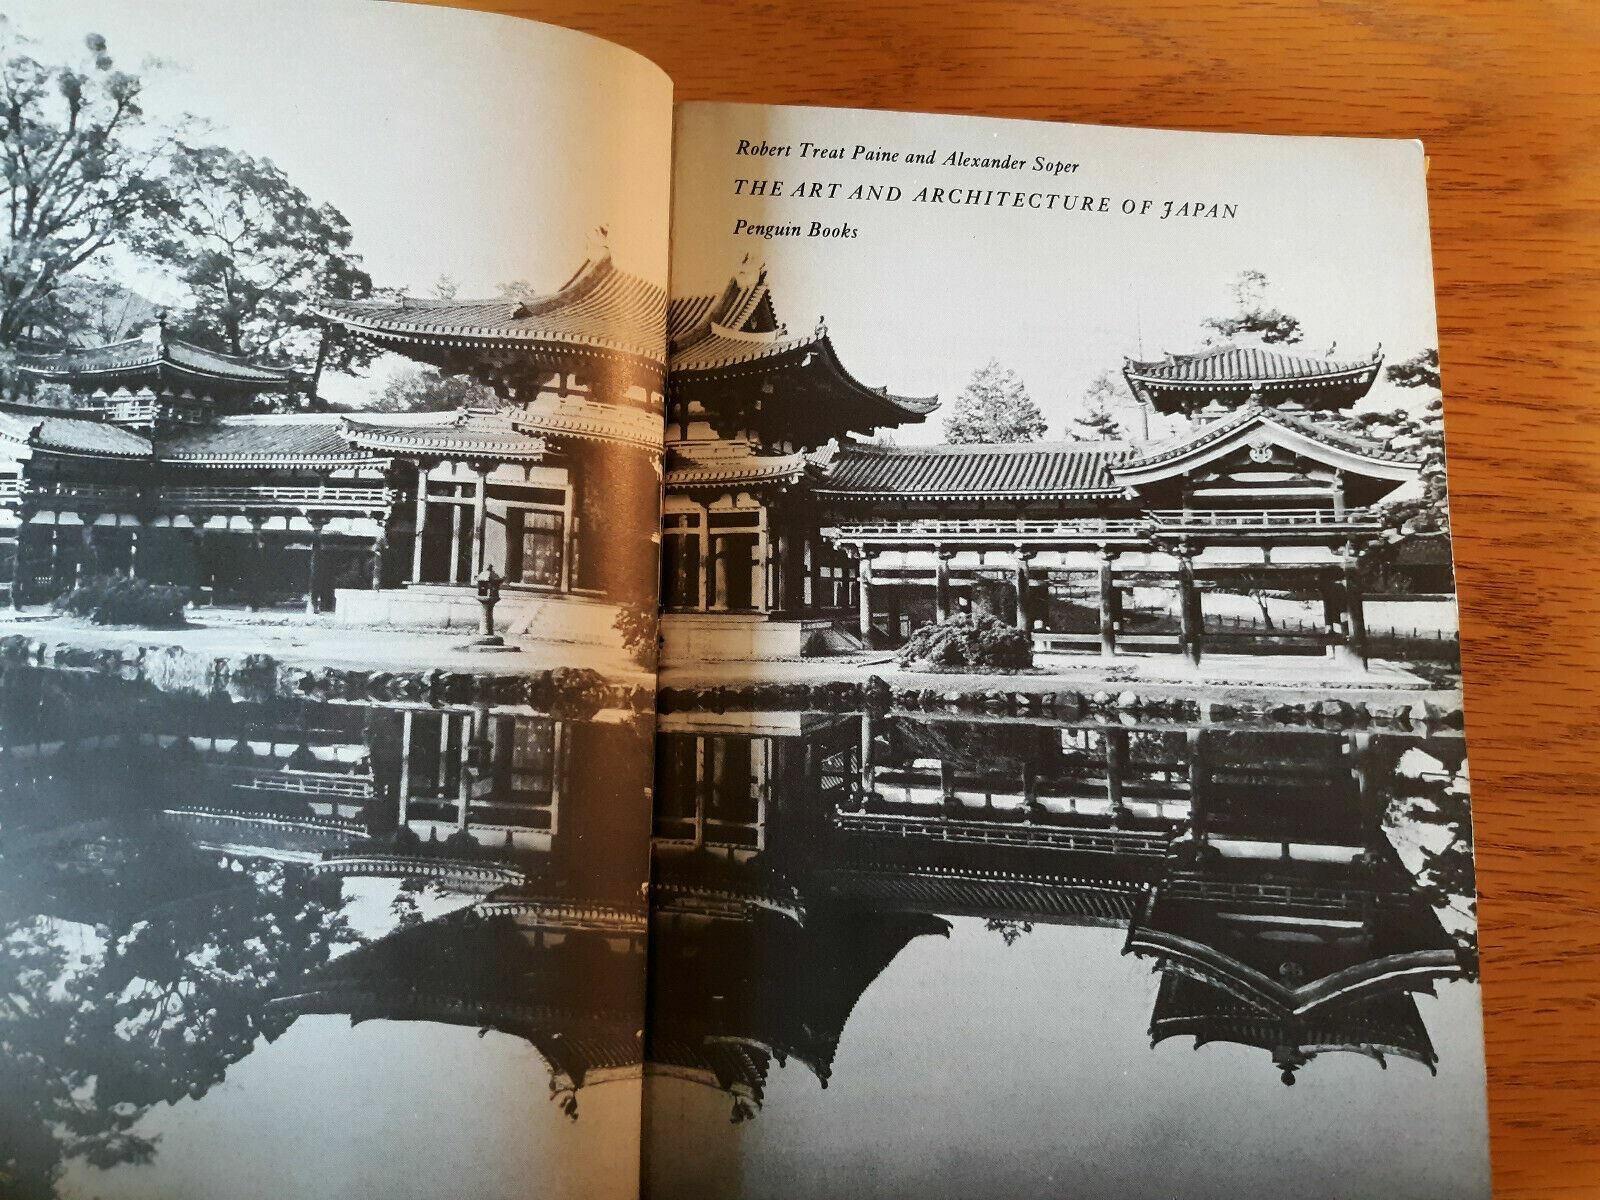 Robert Treat Paine and Alexander Soper
THE ART AND ARCHITECTURE OF JAPAN
Penguin Books